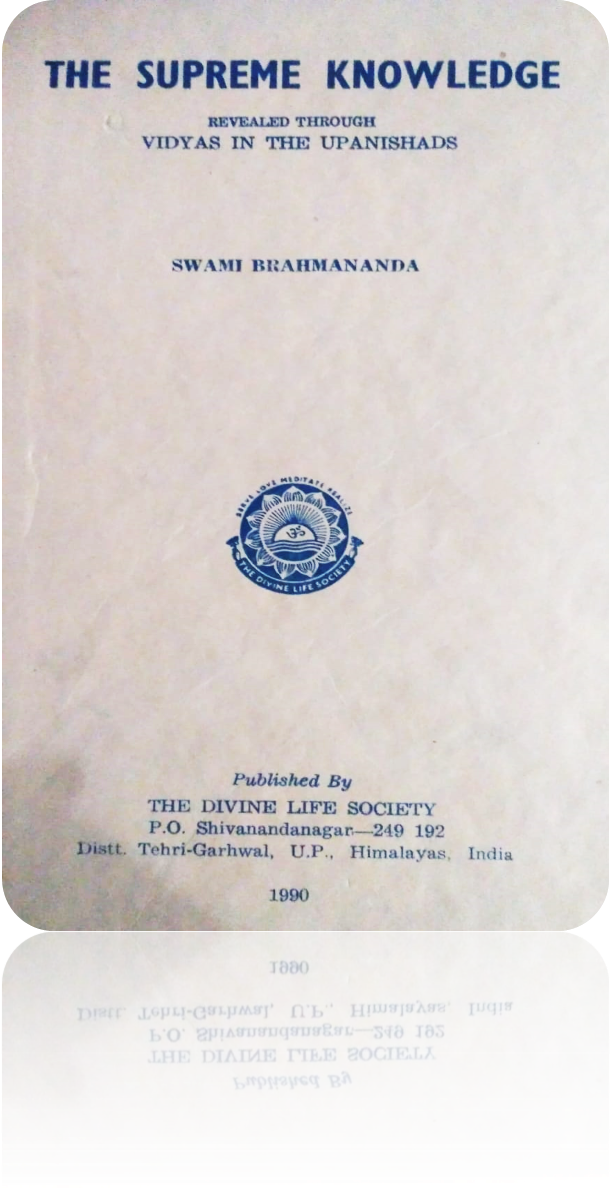 THE SUPREME KNOWLEDGE
REVEALED THROUGH
VIDYAS IN THE UPANISHADS
SWAMI BRAHMANANDA
SERVE LOVE MEDITATE REALIZE
ॐ
THE DIVINE LIFE SOCIETY
Published By
THE DIVINE LIFE SOCIETY
P.O. Shivanandanagar—249 192
Distt. Tehri-Garhwal, U.P., Himalayas, India
1990